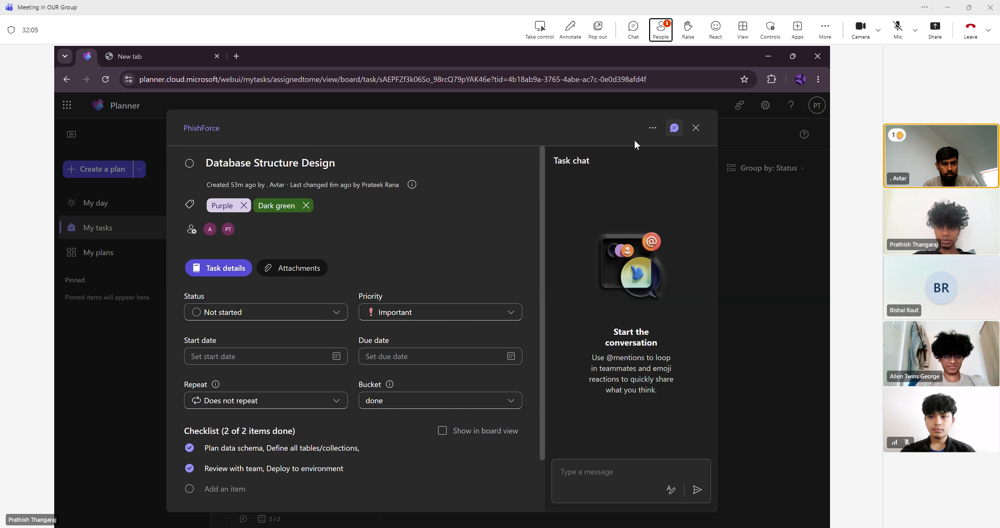 Meeting in OUR Group
32:05
Take control
Annotate
Pop out
Chat
1
People
Raise
React
View
Controls
Apps
More
Camera
Mic
Share
Leave
New tab
planner.cloud.microsoft/webui/mytasks/assignedtome/view/board/task/sAEPFZf3k06So_98rcQ79pYAK46e?tid=4b18ab9a-3765-4abe-ac7c-0e0d398afd4f
Planner
PT
Create a plan
My day
My tasks
My plans
Pinned
Pinned items will appear here.
Group by: Status
PhishForce
Database Structure Design
Created 53m ago by . Avtar · Last changed 6m ago by Prateek Rana
Purple
Dark green
A
PT
Task details
Attachments
Status
Not started
Priority
Important
Start date
Set start date
Due date
Set due date
Repeat
Does not repeat
Bucket
done
Checklist (2 of 2 items done)
Show in board view
Plan data schema, Define all tables/collections,
Review with team, Deploy to environment
Add an item
2 / 2
Task chat
@
Start the
conversation
Use @mentions to loop
in teammates and emoji
reactions to quickly share
what you think.
Type a message
1
. Avtar
Prathish Thangaraj
BR
Bishal Raut
Allen Twins George
Prathish Thangaraj